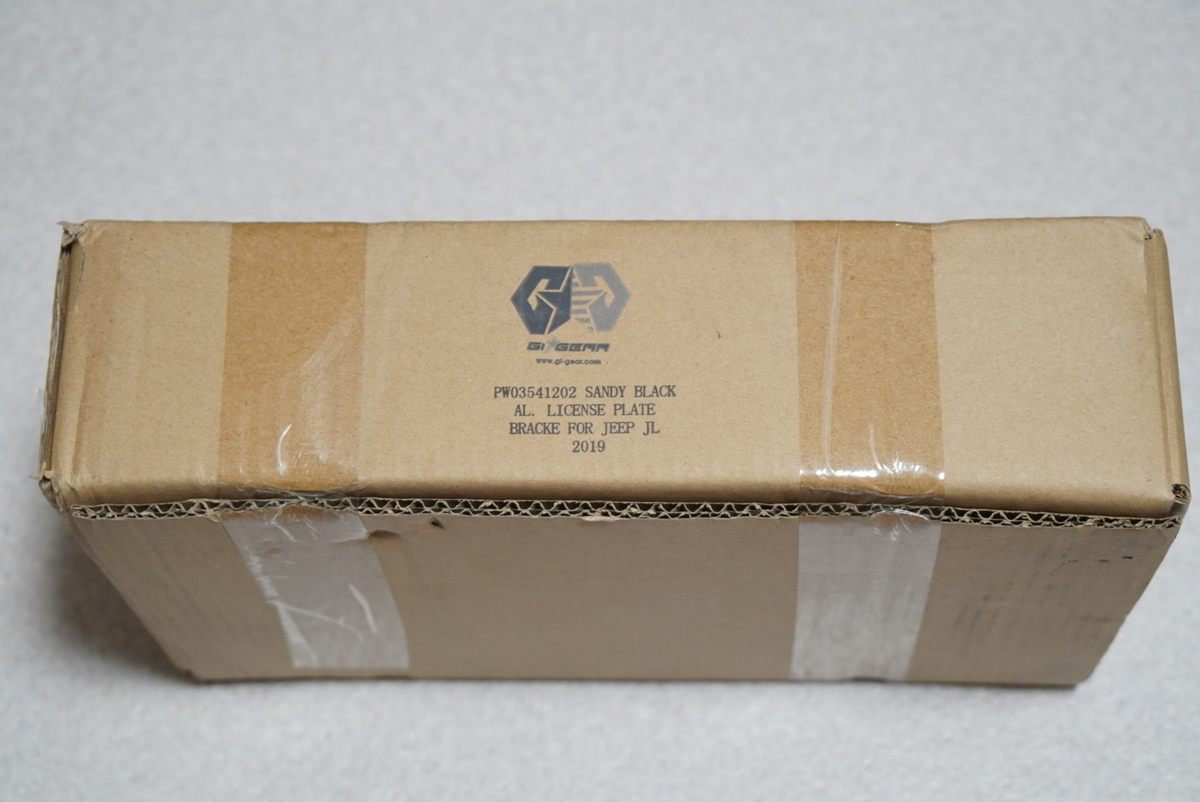 GI★GEAR
www.gi-gear.com
PW03541202 SANDY BLACK
AL. LICENSE PLATE
BRACKE FOR JEEP JL
2019